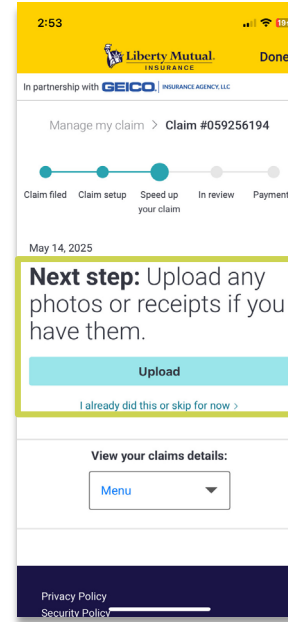 2:53
19
Liberty Mutual.
INSURANCE
Done
In partnership with GEICO. INSURANCE AGENCY, LLC
Manage my claim > Claim #059256194
Claim filed Claim setup Speed up your claim In review Payment
May 14, 2025
Next step: Upload any
photos or receipts if you
have them.
Upload
I already did this or skip for now >
View your claims details:
Menu
Privacy Policy
Security Policy